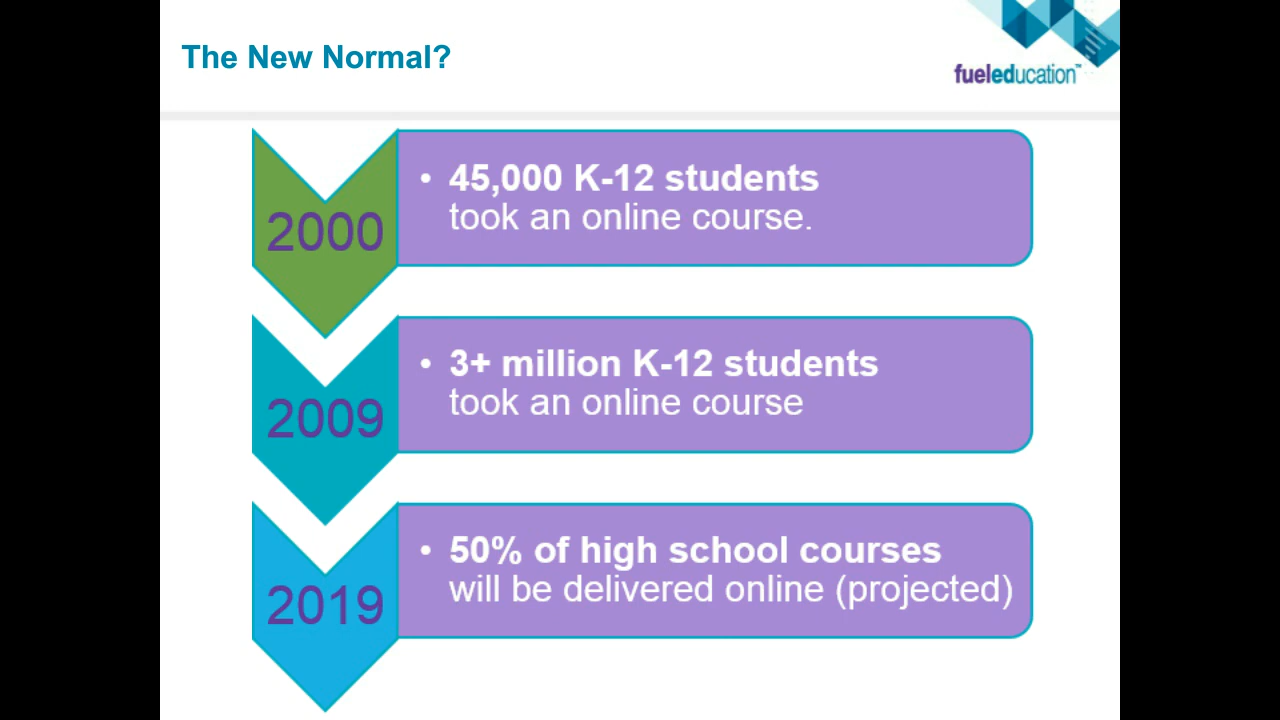 The New Normal?
fueleducation™
2000
• 45,000 K-12 students
took an online course.
2009
• 3+ million K-12 students
took an online course
2019
• 50% of high school courses
will be delivered online (projected)